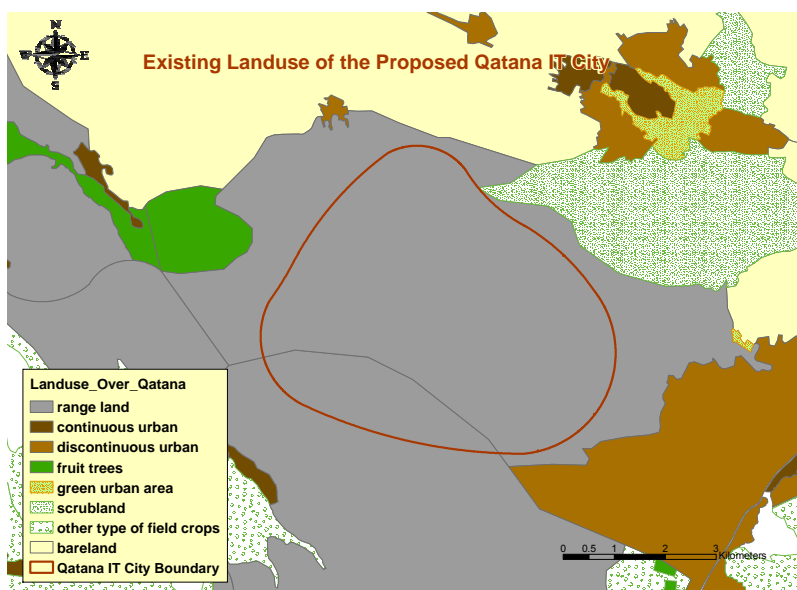 N
Existing Landuse of the Proposed Qatana IT City
W E
S
Landuse_Over_Qatana
range land
continuous urban
discontinuous urban
fruit trees
green urban area
scrubland
other type of field crops
bareland
Qatana IT City Boundary
0 0.5 1 2 3
Kilometers